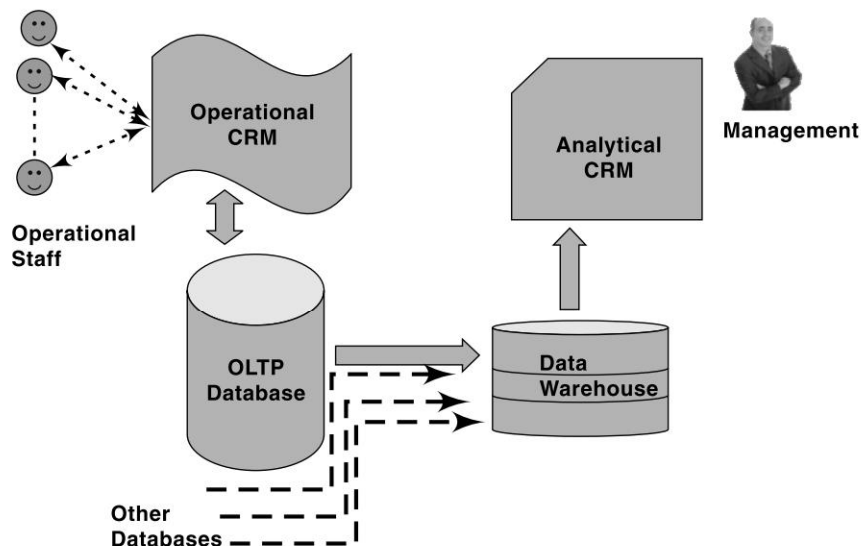 Operational
CRM
Analytical
CRM
Management
Operational
Staff
OLTP
Database
Data
Warehouse
Other
Databases